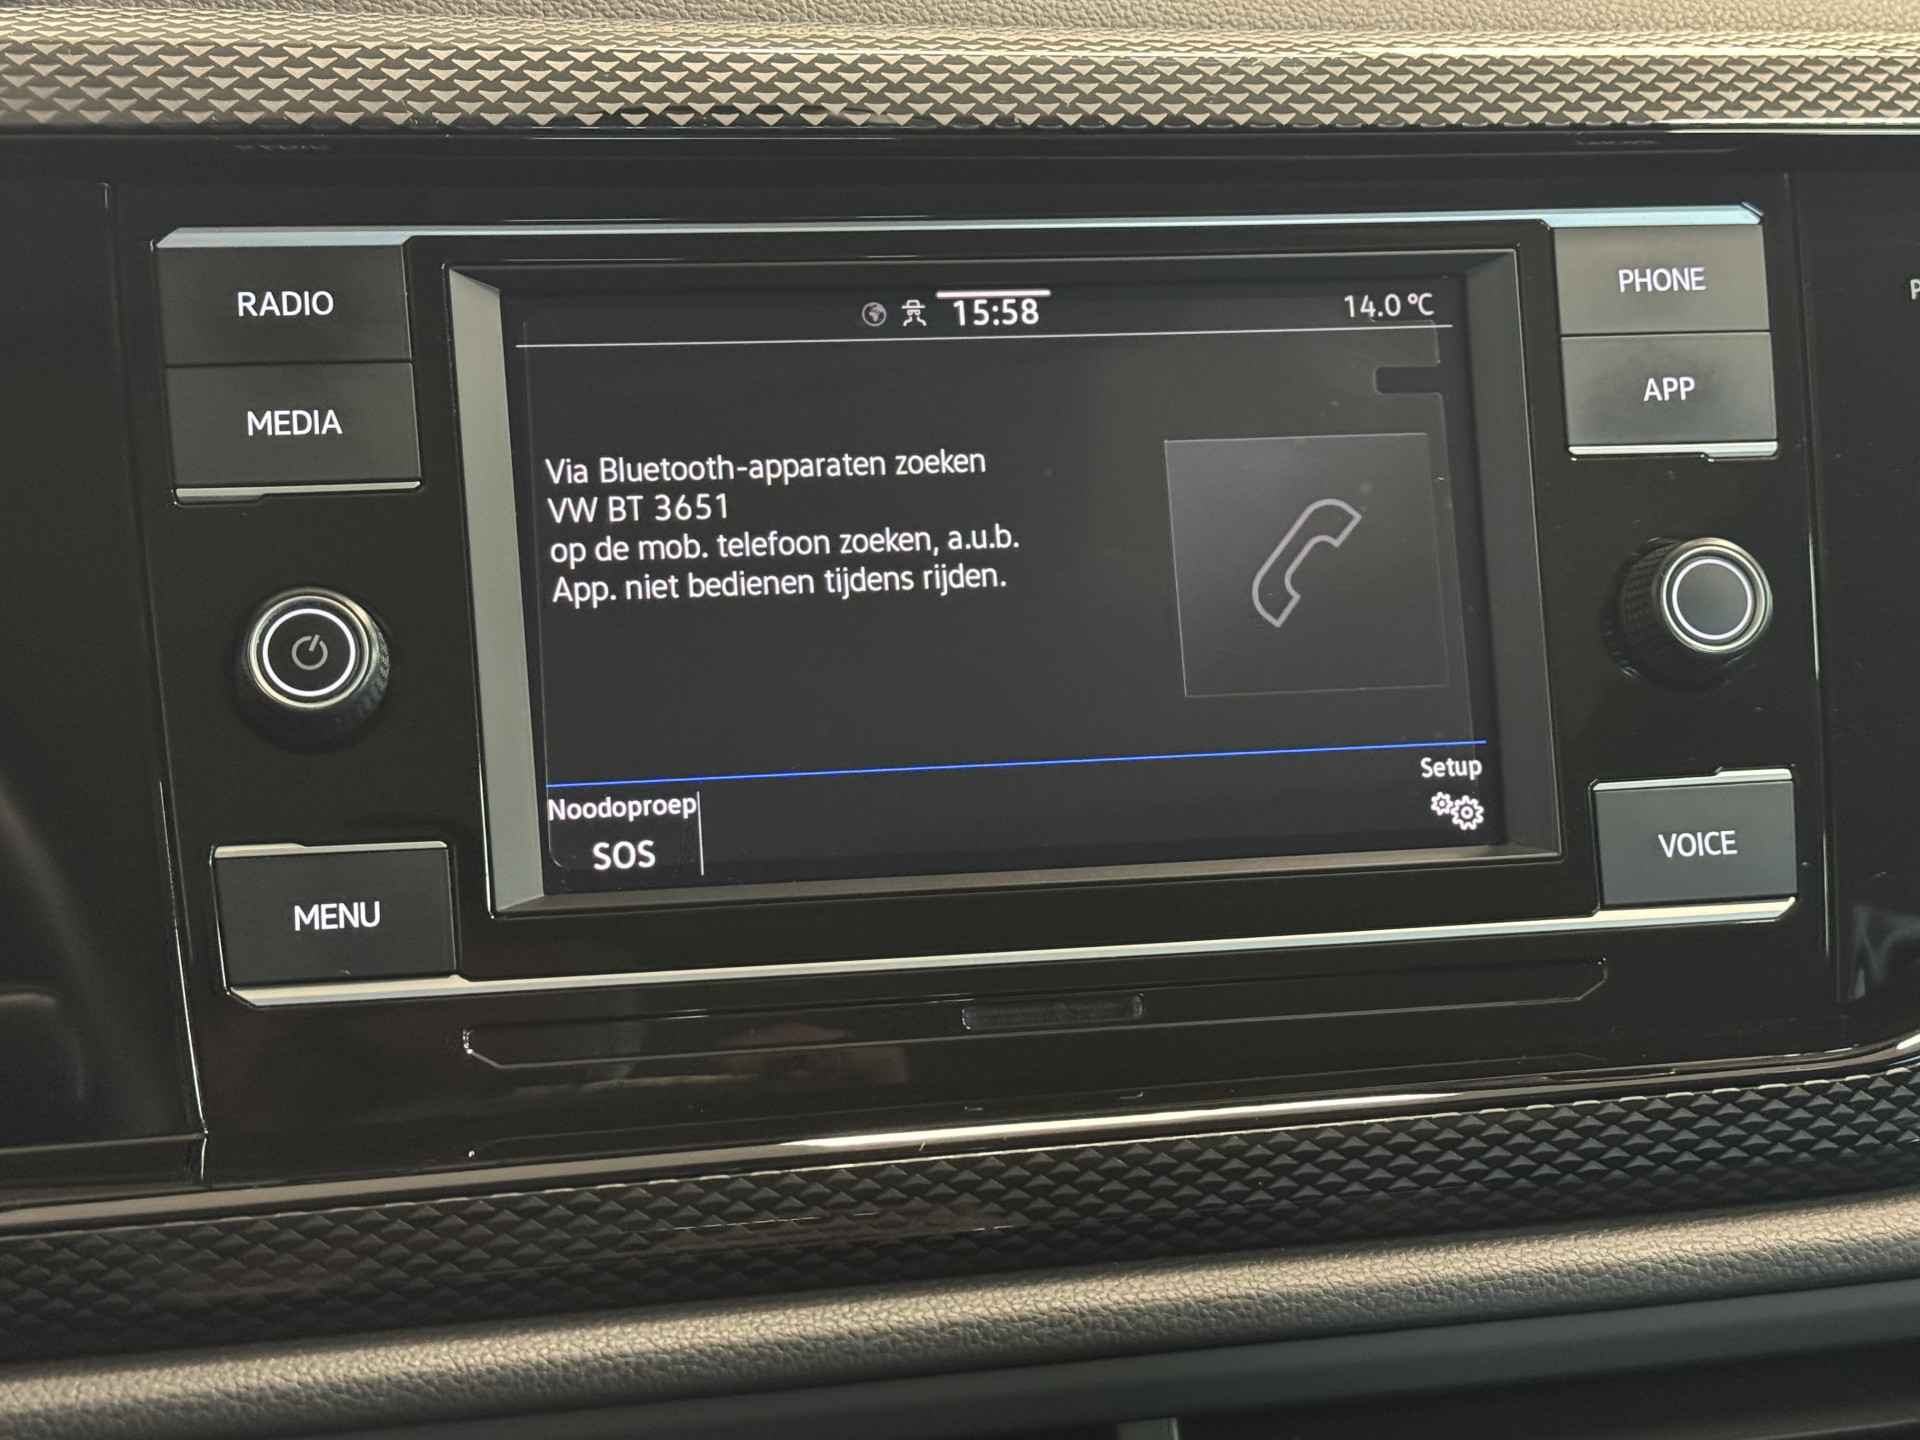 RADIO
MEDIA
MENU
15:58
14.0 °C
Via Bluetooth-apparaten zoeken
VW BT 3651
op de mob. telefoon zoeken, a.u.b.
App. niet bedienen tijdens rijden.
Noodoproep
SOS
Setup
PHONE
APP
VOICE